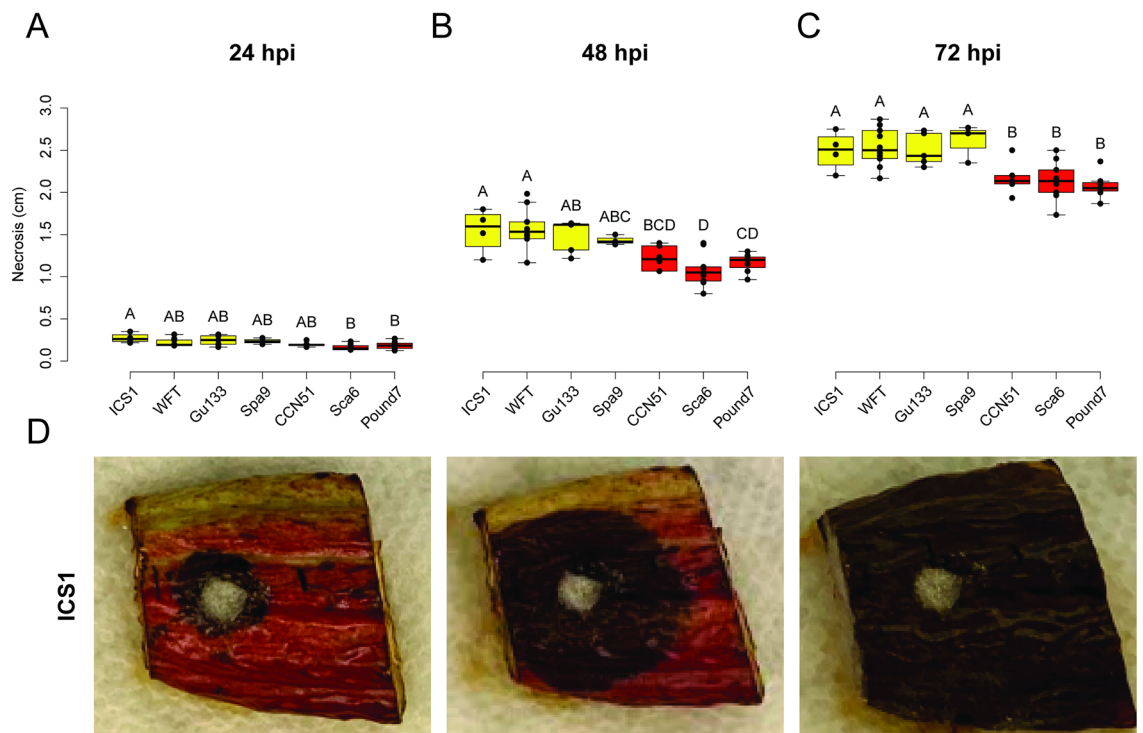 A
B
C
24 hpi
48 hpi
72 hpi
Necrosis (cm)
3.0
2.5
2.0
1.5
1.0
0.5
0.0
A AB AB AB AB B B
A A AB ABC BCD D CD
A A A A B B B
ICS1 WFT Gu133 Spa9 CCN51 Sca6 Pound7
ICS1 WFT Gu133 Spa9 CCN51 Sca6 Pound7
ICS1 WFT Gu133 Spa9 CCN51 Sca6 Pound7
D
ICS1